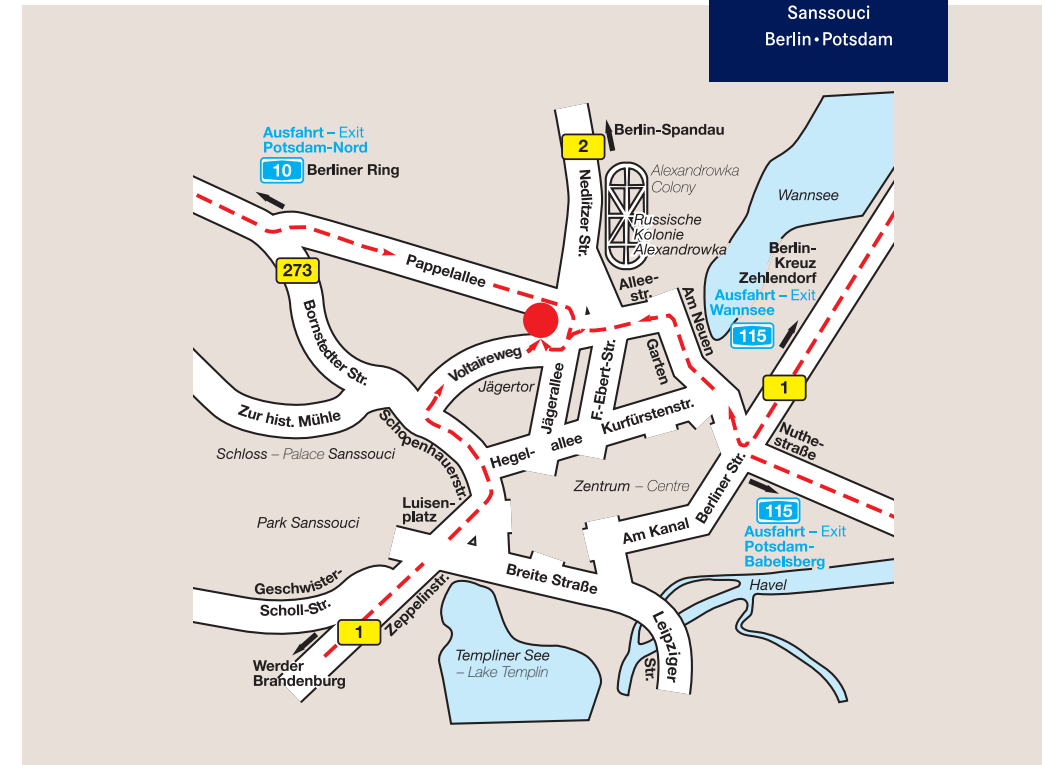 Sanssouci
Berlin•Potsdam
Ausfahrt – Exit
Potsdam-Nord
10 Berliner Ring
2
Berlin-Spandau
Nedlitzer Str.
Alexandrowka
Colony
Russische
Kolonie
Alexandrowka
Wannsee
Berlin-
Kreuz
Zehlendorf
Ausfahrt – Exit
Wannsee
115
273
Pappelallee
Allee-
str.
Am Neuen
Garten
Bornstedter Str.
Voltaireweg
Jägertor
Jägerallee
F.-Ebert-Str.
1
Zur hist. Mühle
Schopenhauerstr.
Hegel-
allee
Kurfürstenstr.
Nuthe-
straße
Schloss – Palace Sanssouci
Zentrum – Centre
Berliner Str.
Luisen-
platz
Park Sanssouci
Am Kanal
115
Ausfahrt – Exit
Potsdam-
Babelsberg
Breite Straße
Havel
Geschwister-
Scholl-Str.
Zeppelinstr.
1
Leipziger
Str.
Werder
Brandenburg
Templiner See
– Lake Templin